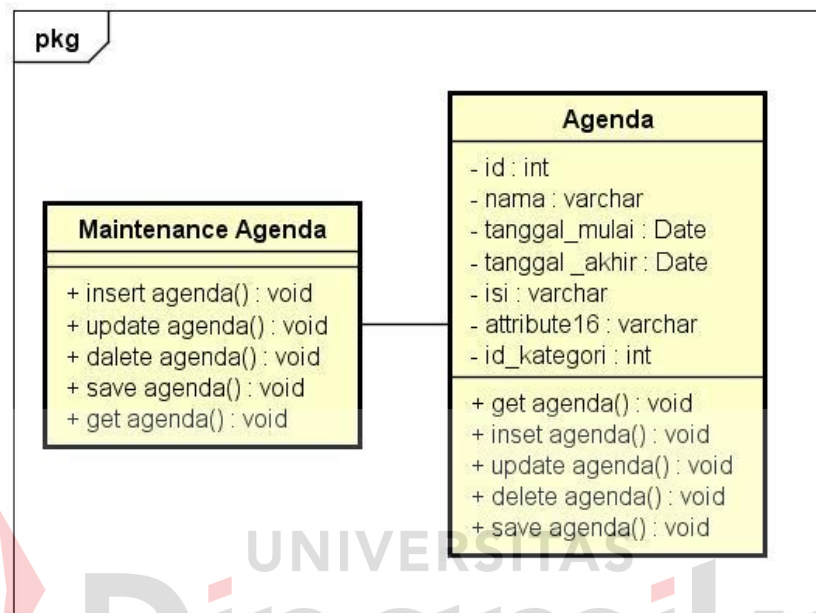 pkg
Maintenance Agenda
+ insert agenda() : void
+ update agenda() : void
+ dalete agenda() : void
+ save agenda() : void
+ get agenda() : void
Agenda
- id : int
- nama : varchar
- tanggal_mulai : Date
- tanggal _akhir : Date
- isi : varchar
- attribute16 : varchar
- id_kategori : int
+ get agenda() : void
+ inset agenda() : void
+ update agenda() : void
+ delete agenda() : void
+ save agenda() : void
UNIVERSITAS